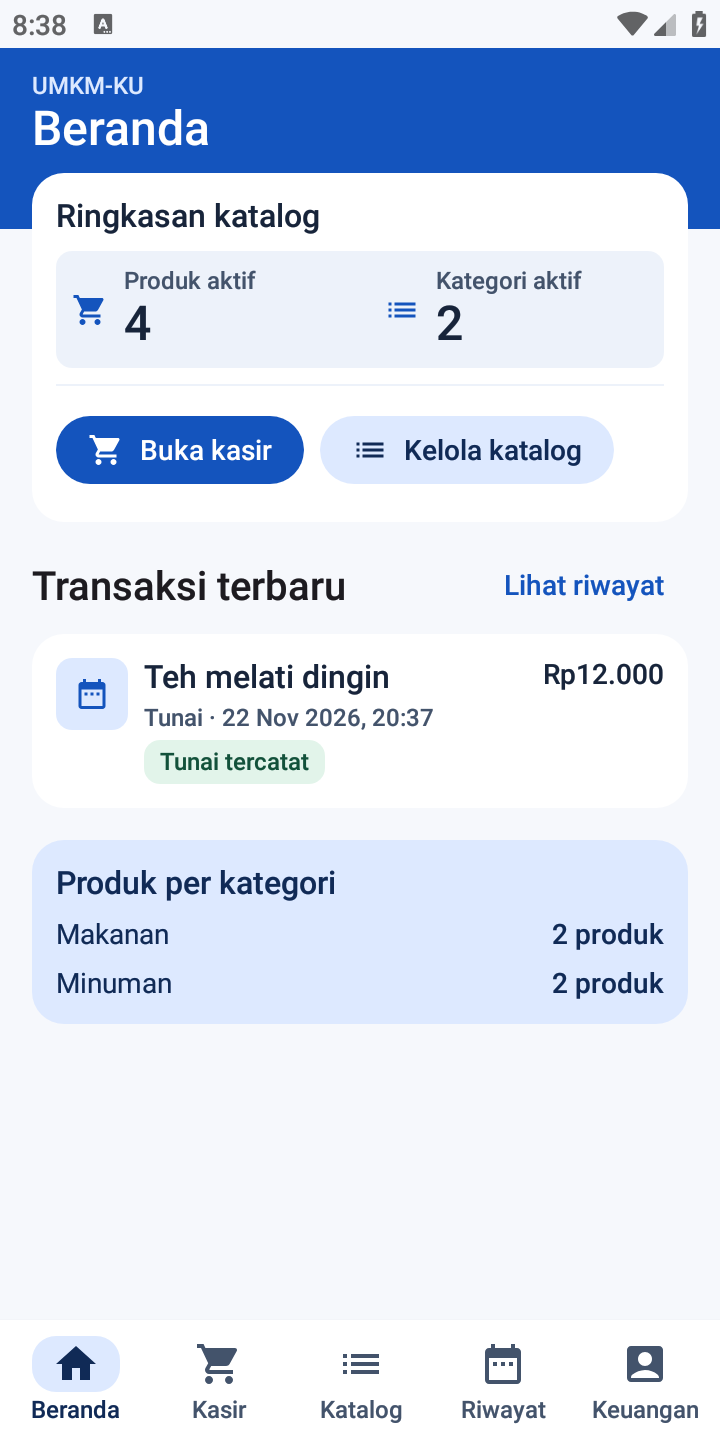 8:38
A
UMKM-KU
Beranda
Ringkasan katalog
Produk aktif
4
Kategori aktif
2
Buka kasir
Kelola katalog
Transaksi terbaru
Lihat riwayat
Teh melati dingin
Rp12.000
Tunai · 22 Nov 2026, 20:37
Tunai tercatat
Produk per kategori
Makanan
2 produk
Minuman
2 produk
Beranda
Kasir
Katalog
Riwayat
Keuangan